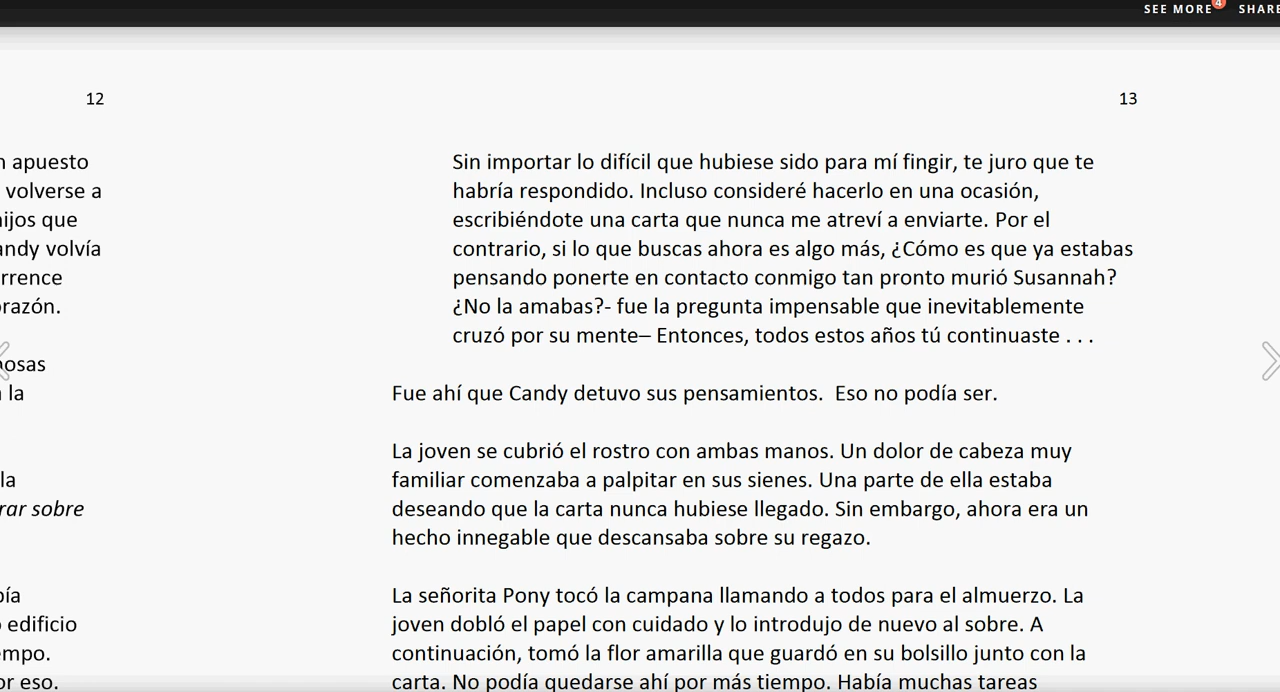 SEE MORE 4 SHARE
12
n apuesto
volverse a
hijos que
andy volvía
rrence
orazón.
posas
la
la
rar sobre
bía
edificio
empo.
or eso.
13
Sin importar lo difícil que hubiese sido para mí fingir, te juro que te
habría respondido. Incluso consideré hacerlo en una ocasión,
escribiéndote una carta que nunca me atreví a enviarte. Por el
contrario, si lo que buscas ahora es algo más, ¿Cómo es que ya estabas
pensando ponerte en contacto conmigo tan pronto murió Susannah?
¿No la amabas?- fue la pregunta impensable que inevitablemente
cruzó por su mente– Entonces, todos estos años tú continuaste . . .
Fue ahí que Candy detuvo sus pensamientos.  Eso no podía ser.
La joven se cubrió el rostro con ambas manos. Un dolor de cabeza muy
familiar comenzaba a palpitar en sus sienes. Una parte de ella estaba
deseando que la carta nunca hubiese llegado. Sin embargo, ahora era un
hecho innegable que descansaba sobre su regazo.
La señorita Pony tocó la campana llamando a todos para el almuerzo. La
joven dobló el papel con cuidado y lo introdujo de nuevo al sobre. A
continuación, tomó la flor amarilla que guardó en su bolsillo junto con la
carta. No podía quedarse ahí por más tiempo. Había muchas tareas